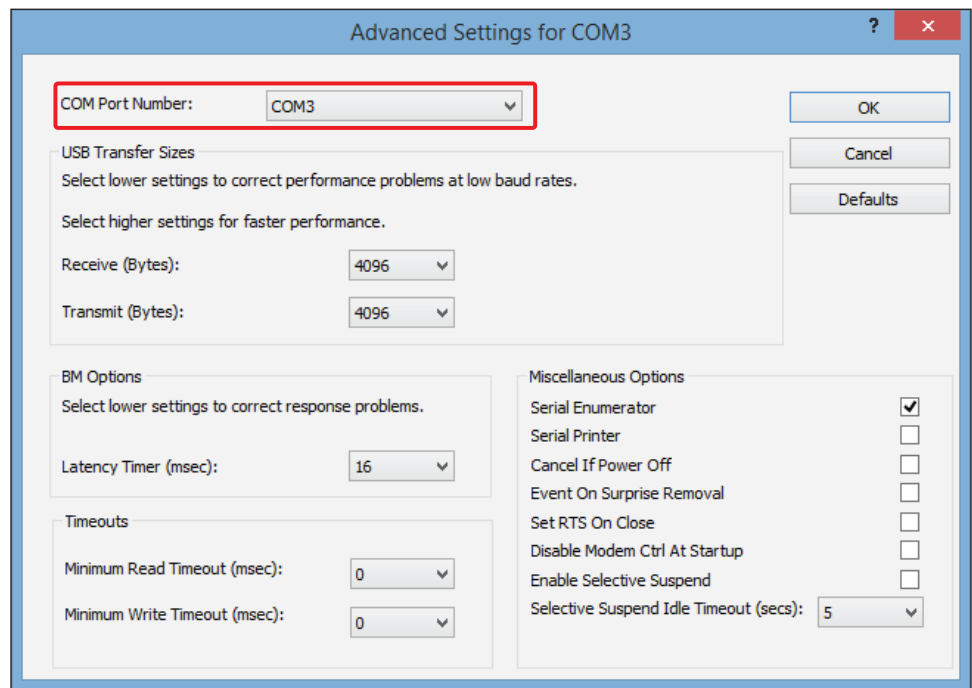 Advanced Settings for COM3
?
COM Port Number:
COM3
OK
Cancel
Defaults
USB Transfer Sizes
Select lower settings to correct performance problems at low baud rates.
Select higher settings for faster performance.
Receive (Bytes):
4096
Transmit (Bytes):
4096
BM Options
Select lower settings to correct response problems.
Latency Timer (msec):
16
Timeouts
Minimum Read Timeout (msec):
0
Minimum Write Timeout (msec):
0
Miscellaneous Options
Serial Enumerator
Serial Printer
Cancel If Power Off
Event On Surprise Removal
Set RTS On Close
Disable Modem Ctrl At Startup
Enable Selective Suspend
Selective Suspend Idle Timeout (secs):
5